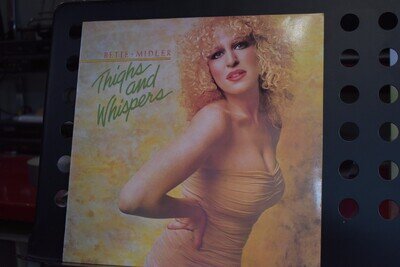 BETTE • MIDLER
Thighs
and
Whispers